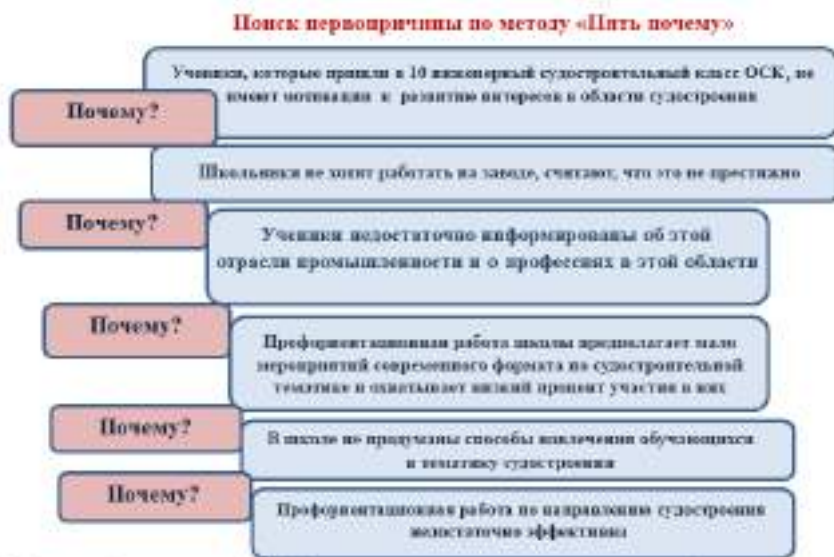 Поиск первопричины по методу «Пять почему»
Ученики, которые пришли в 10 инженерный судостроительный класс ОСК, не
имеют мотивации к развитию интересов в области судостроения
Почему?
Школьники не хотят работать на заводе, считают, что это не престижно
Почему?
Ученики недостаточно информированы об этой
отрасли промышленности и о профессиях в этой области
Почему?
Профориентационная работа школы предполагает мало
мероприятий современного формата по судостроительной
тематике и охватывает низкий процент участия в них
Почему?
В школе не продуманы способы вовлечения обучающихся
в тематику судостроения
Почему?
Профориентационная работа по направлению судостроения
недостаточно эффективна